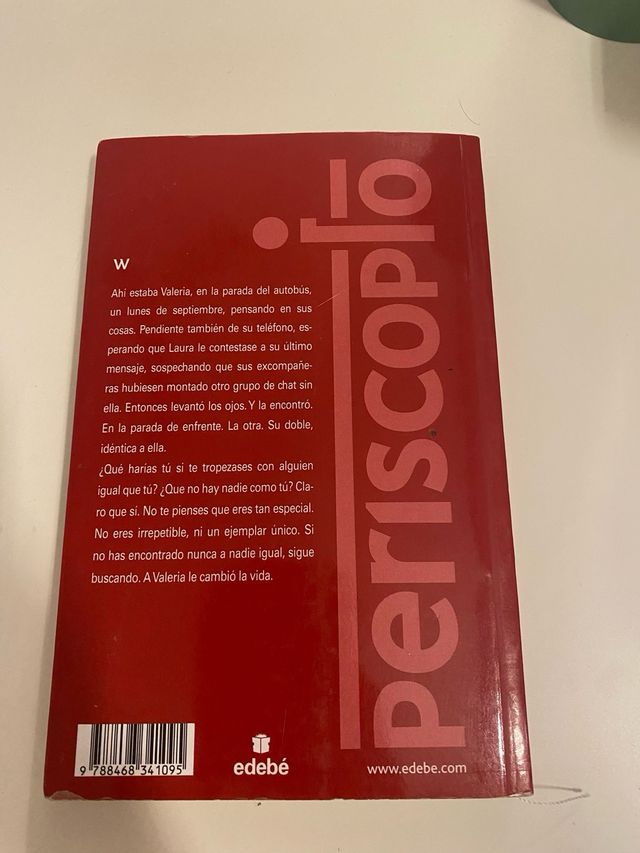 W
Ahí estaba Valeria, en la parada del autobús,
un lunes de septiembre, pensando en sus
cosas. Pendiente también de su teléfono, es-
perando que Laura le contestase a su último
mensaje, sospechando que sus excompañe-
ras hubiesen montado otro grupo de chat sin
ella. Entonces levantó los ojos. Y la encontró.
En la parada de enfrente. La otra. Su doble,
idéntica a ella.
¿Qué harías tú si te tropezases con alguien
igual que tú? ¿Que no hay nadie como tú? Cla-
ro que sí. No te pienses que eres tan especial.
No eres irrepetible, ni un ejemplar único. Si
no has encontrado nunca a nadie igual, sigue
buscando. A Valeria le cambió la vida.
periscopio
9 788468 341095
edebé
www.edebe.com